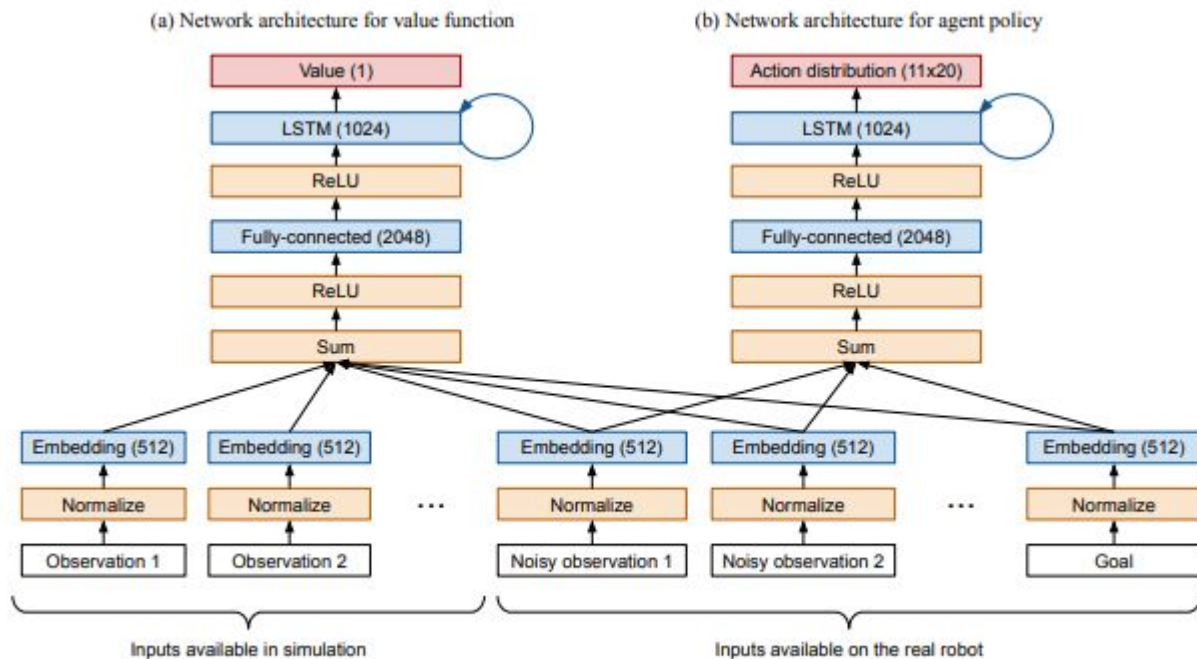 (a) Network architecture for value function
(b) Network architecture for agent policy
Value (1)
Action distribution (11x20)
LSTM (1024)
LSTM (1024)
ReLU
ReLU
Fully-connected (2048)
Fully-connected (2048)
ReLU
ReLU
Sum
Sum
Embedding (512)
Embedding (512)
Embedding (512)
Embedding (512)
Embedding (512)
Normalize
Normalize
...
Normalize
Normalize
...
Normalize
Observation 1
Observation 2
Noisy observation 1
Noisy observation 2
Goal
Inputs available in simulation
Inputs available on the real robot